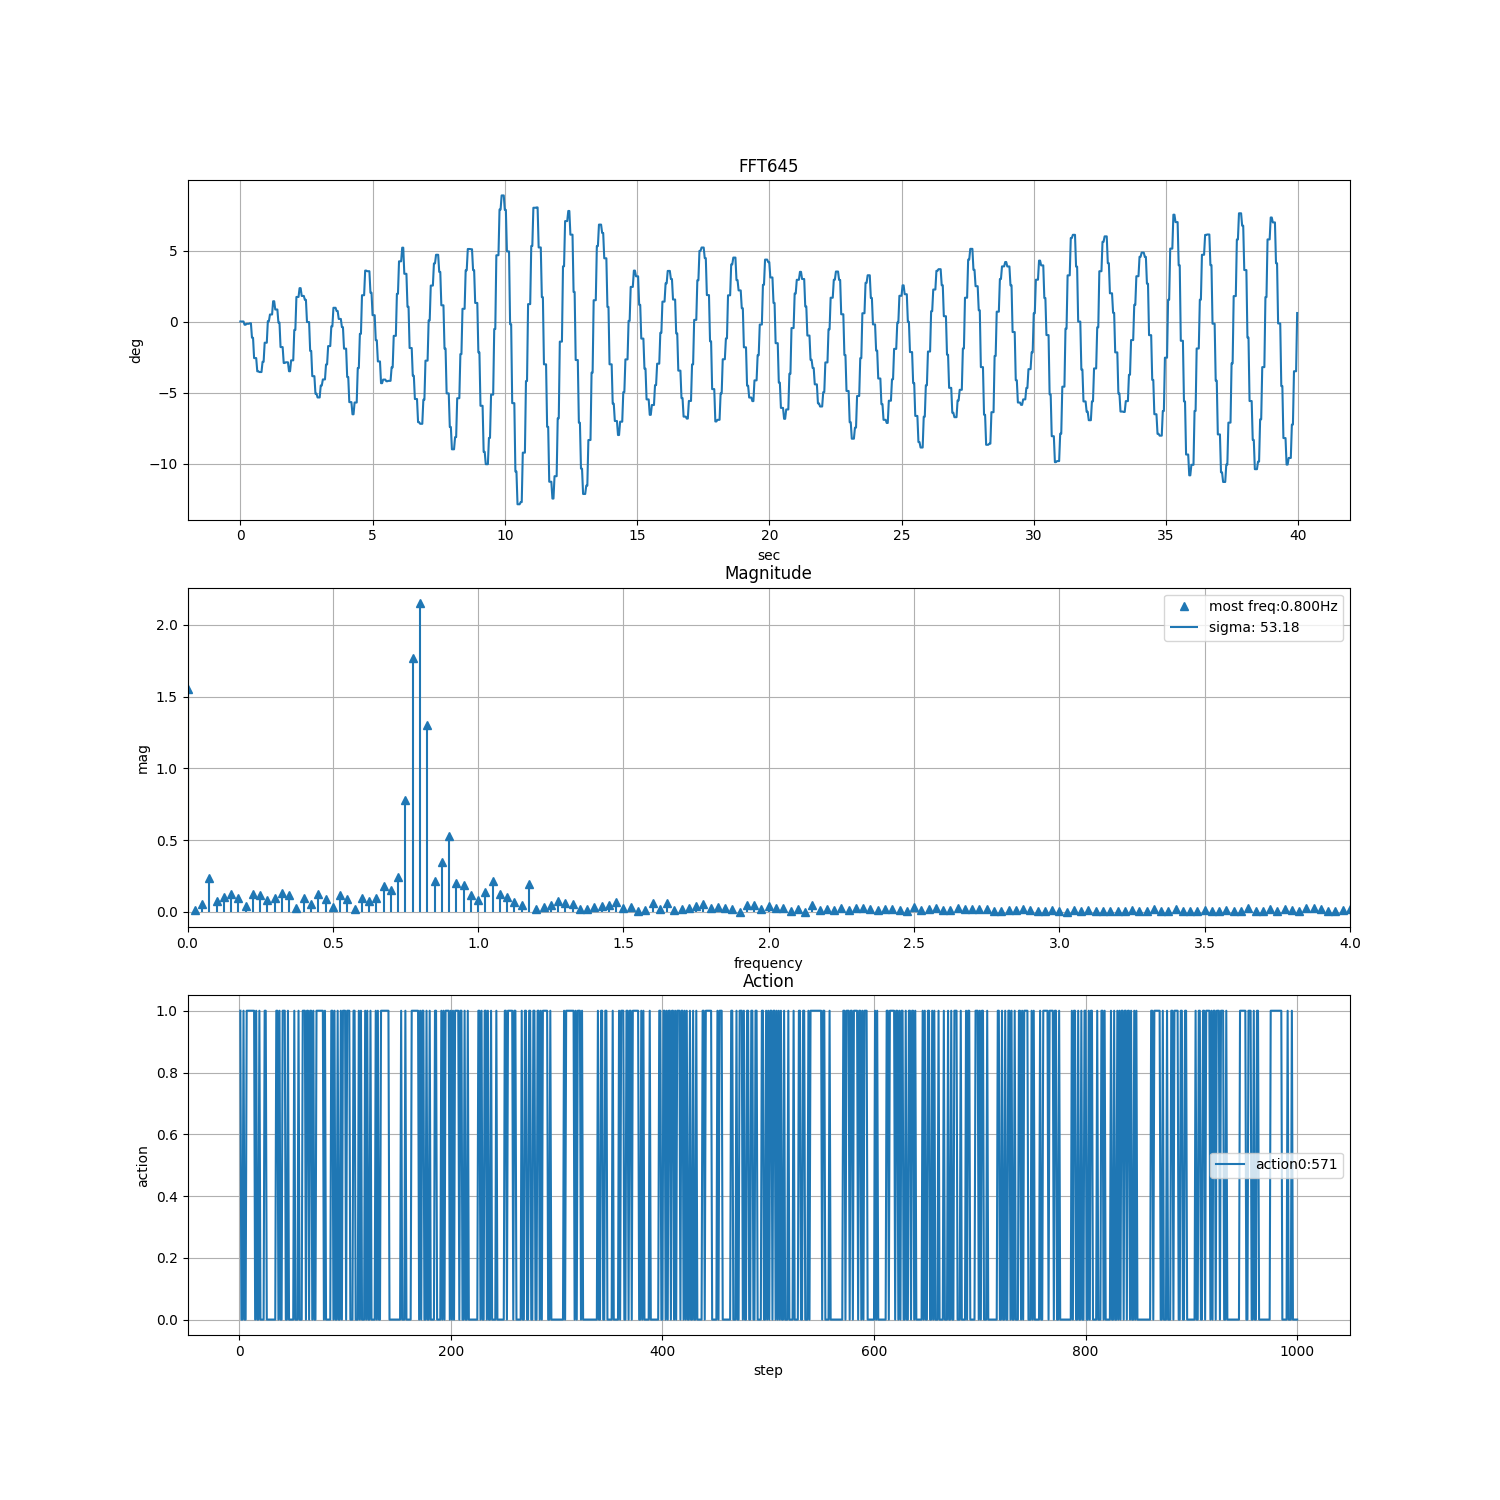 FFT645
5
0
−5
−10
deg
0 5 10 15 20 25 30 35 40
sec
Magnitude
most freq:0.800Hz
sigma: 53.18
2.0
1.5
1.0
0.5
0.0
mag
0.0 0.5 1.0 1.5 2.0 2.5 3.0 3.5 4.0
frequency
Action
1.0
0.8
0.6
0.4
0.2
0.0
action
action0:571
0 200 400 600 800 1000
step